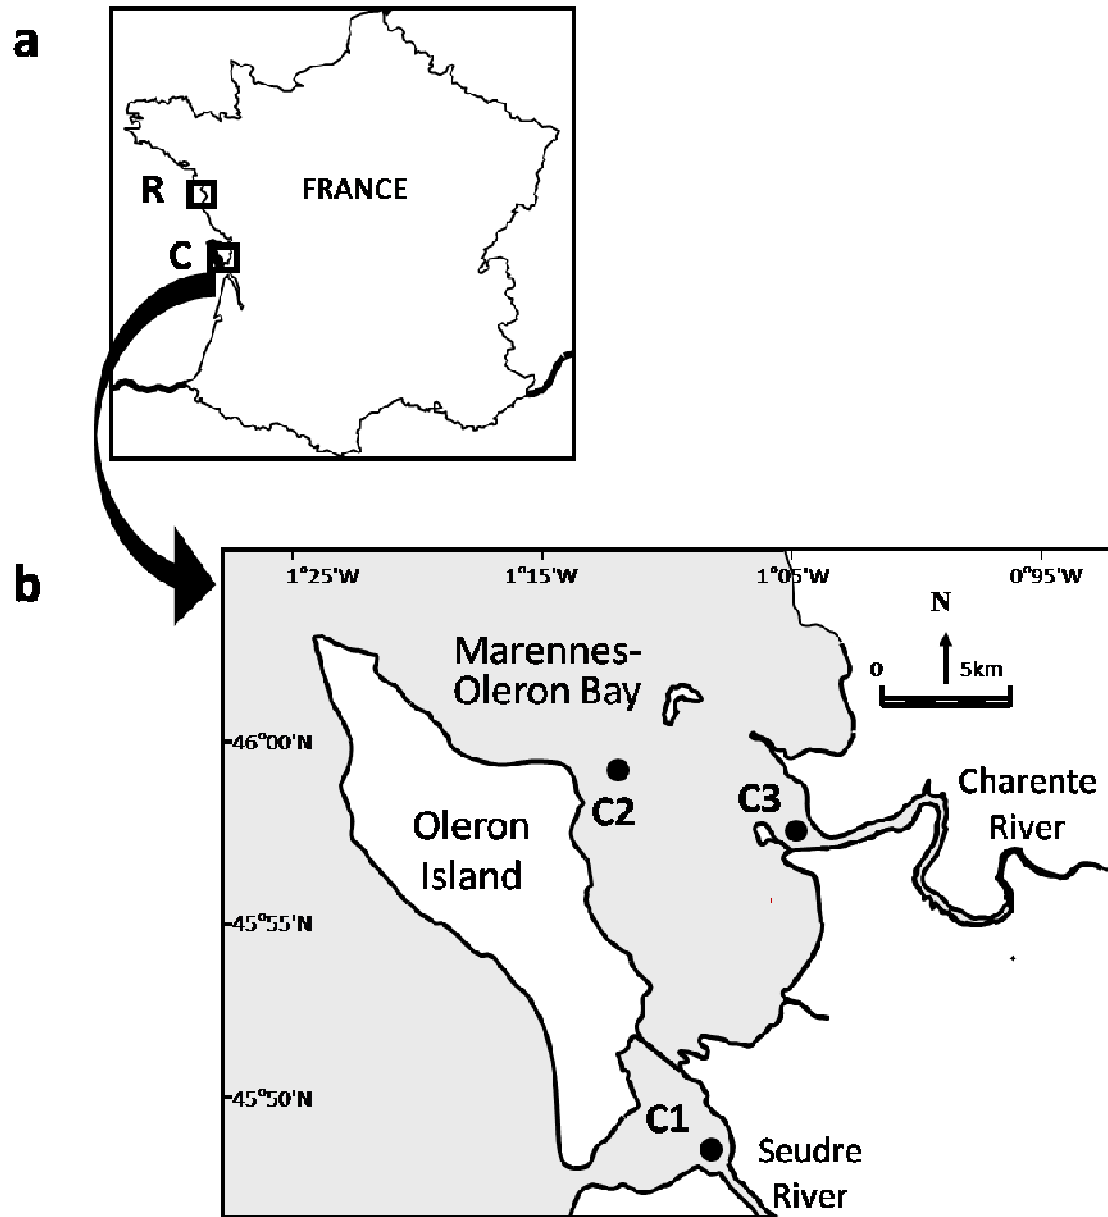 a
R
FRANCE
C
b
1°25'W
1°15'W
1°05'W
0°95'W
N
0
5km
Marennes-
Oleron Bay
46°00'N
C2
C3
Charente
River
Oleron
Island
45°55'N
45°50'N
C1
Seudre
River